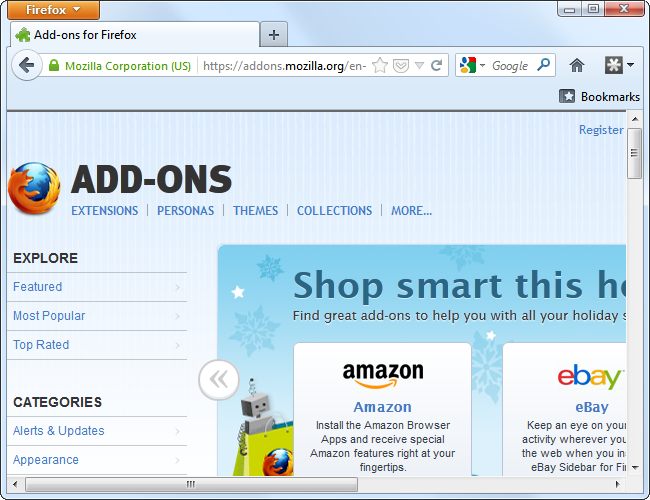 Firefox
Add-ons for Firefox
Mozilla Corporation (US)
https://addons.mozilla.org/en-
Google
Bookmarks
Register
ADD-ONS
EXTENSIONS | PERSONAS | THEMES | COLLECTIONS | MORE...
EXPLORE
Featured
Most Popular
Top Rated
CATEGORIES
Alerts & Updates
Appearance
Shop smart this h
Find great add-ons to help you with all your holiday s
amazon
Amazon
Install the Amazon Browser
Apps and receive special
Amazon features right at your
fingertips.
ebay
eBay
Keep an eye on your
activity wherever you
the web when you ins
eBay Sidebar for Fi